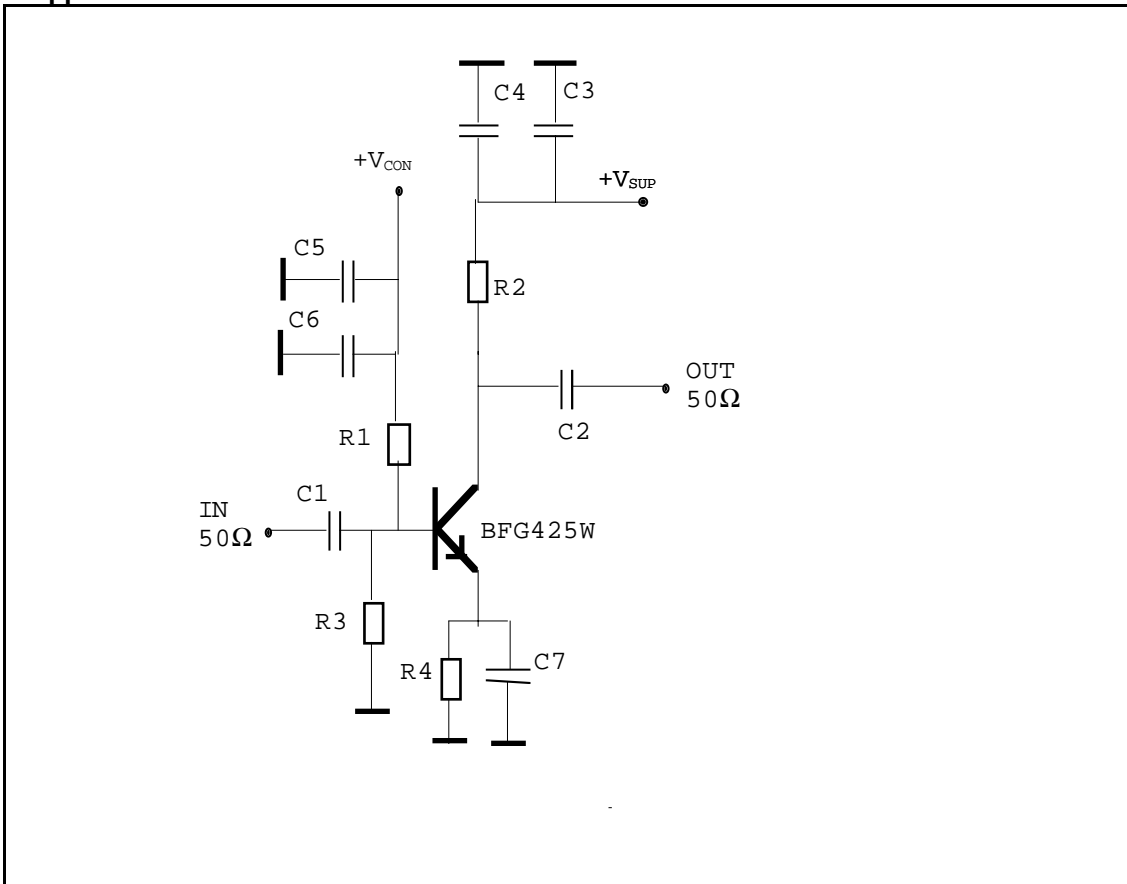 C4
C3
+VCON
+VSUP
C5
R2
C6
OUT
50Ω
R1
C2
C1
IN
50Ω
BFG425W
R3
R4
C7